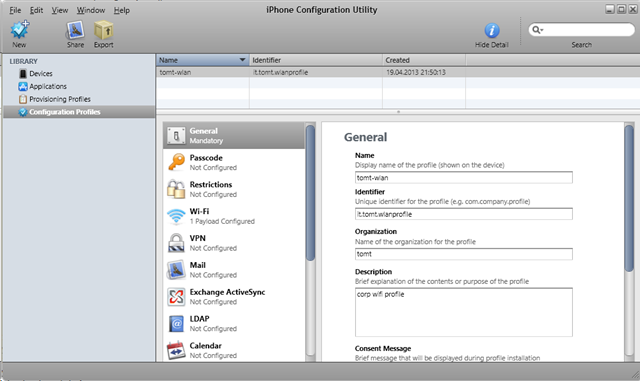 iPhone Configuration Utility
File Edit View Window Help
New Share Export Hide Detail Search
LIBRARY
Devices
Applications
Provisioning Profiles
Configuration Profiles
Name Identifier Created
tomt-wlan it.tomt.wlanprofile 19.04.2013 21:50:13
General
Mandatory
Passcode
Not Configured
Restrictions
Not Configured
Wi-Fi
1 Payload Configured
VPN
Not Configured
Mail
Not Configured
Exchange ActiveSync
Not Configured
LDAP
Not Configured
Calendar
Not Configured
General
Name
Display name of the profile (shown on the device)
tomt-wlan
Identifier
Unique identifier for the profile (e.g. com.company.profile)
it.tomt.wlanprofile
Organization
Name of the organization for the profile
tomt
Description
Brief explanation of the contents or purpose of the profile
corp wifi profile
Consent Message
Brief message that will be displayed during profile installation